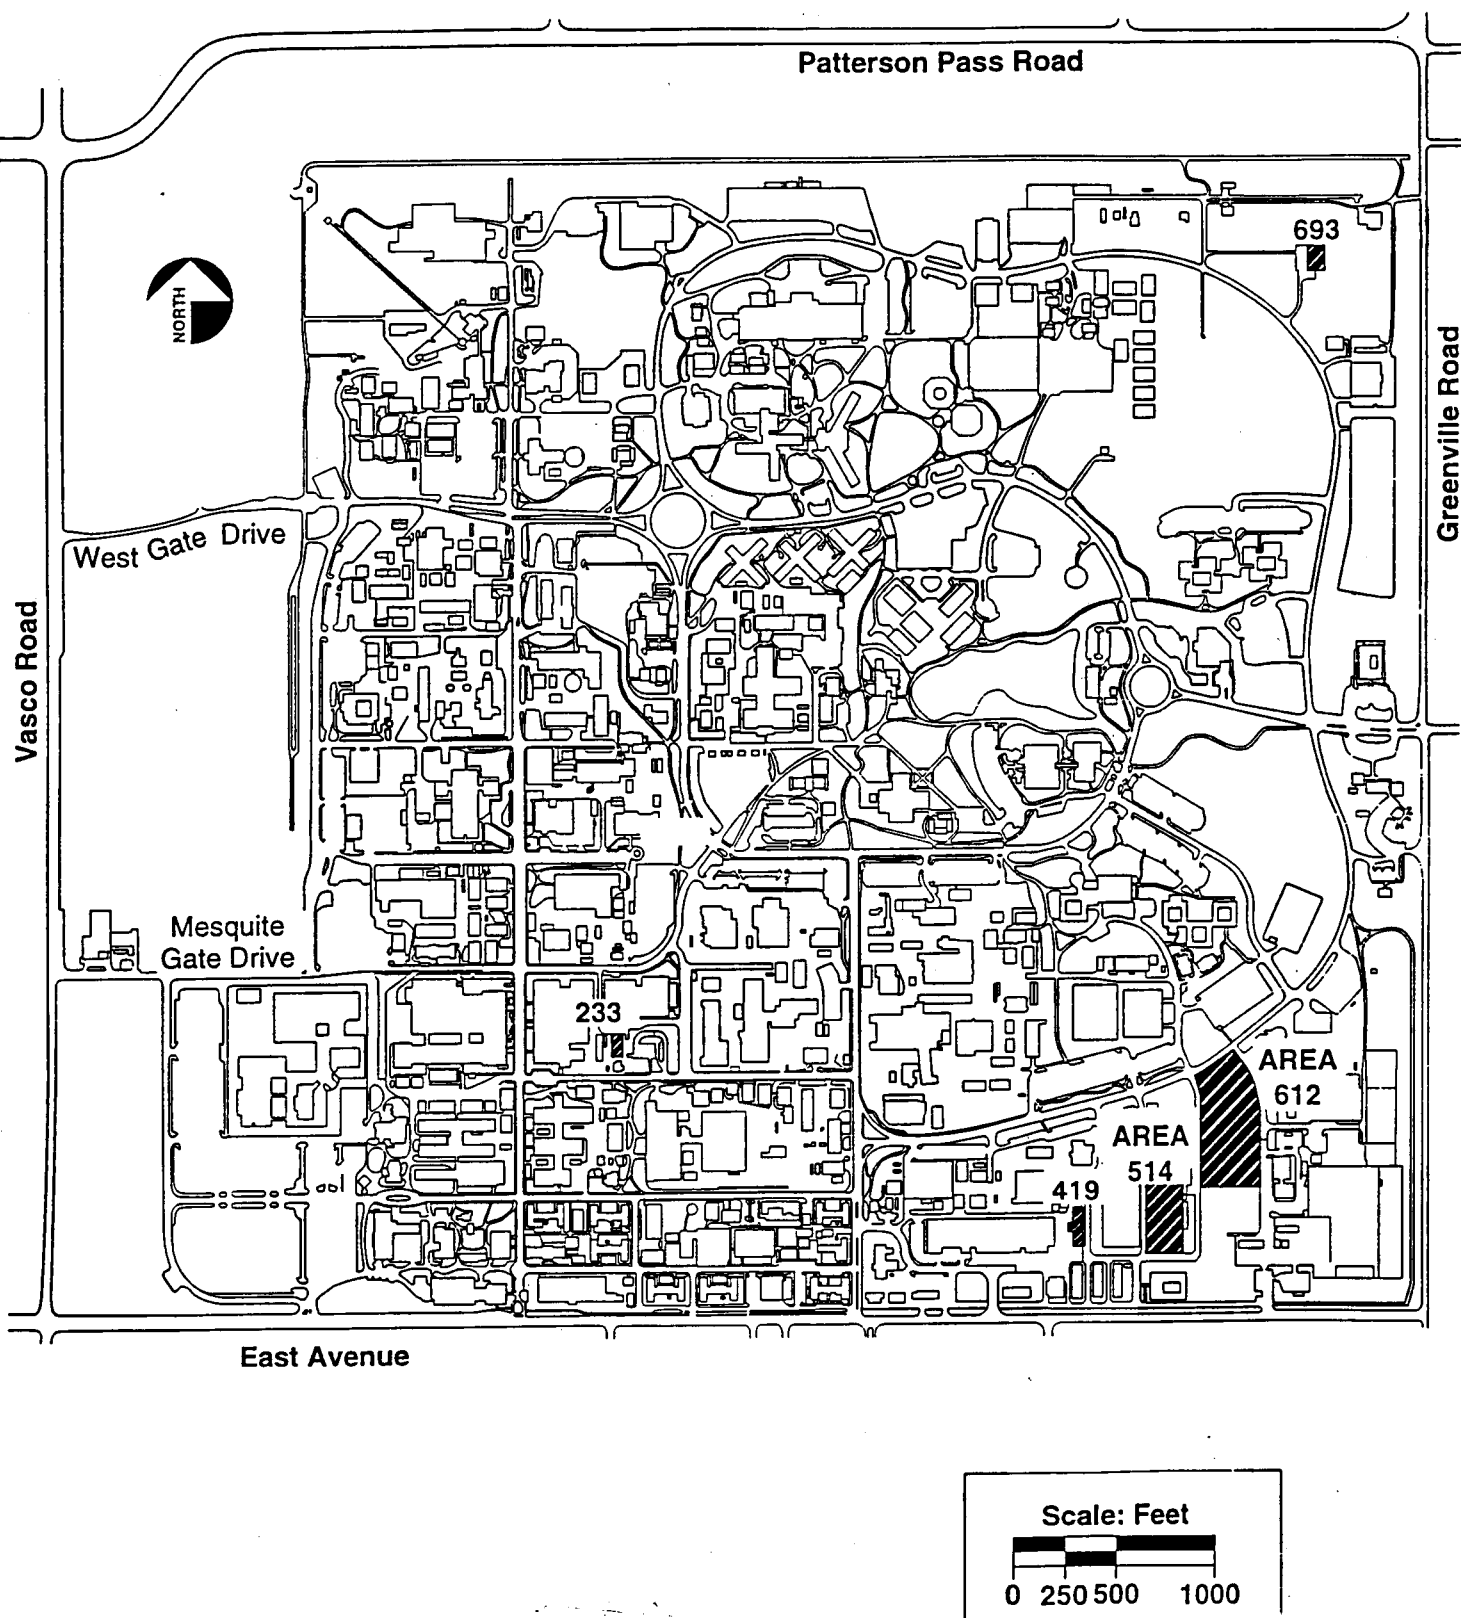 Patterson Pass Road
693
NORTH
Greenville Road
West Gate Drive
Vasco Road
Mesquite
Gate Drive
233
AREA
612
AREA
514
419
East Avenue
Scale: Feet
0 250 500 1000